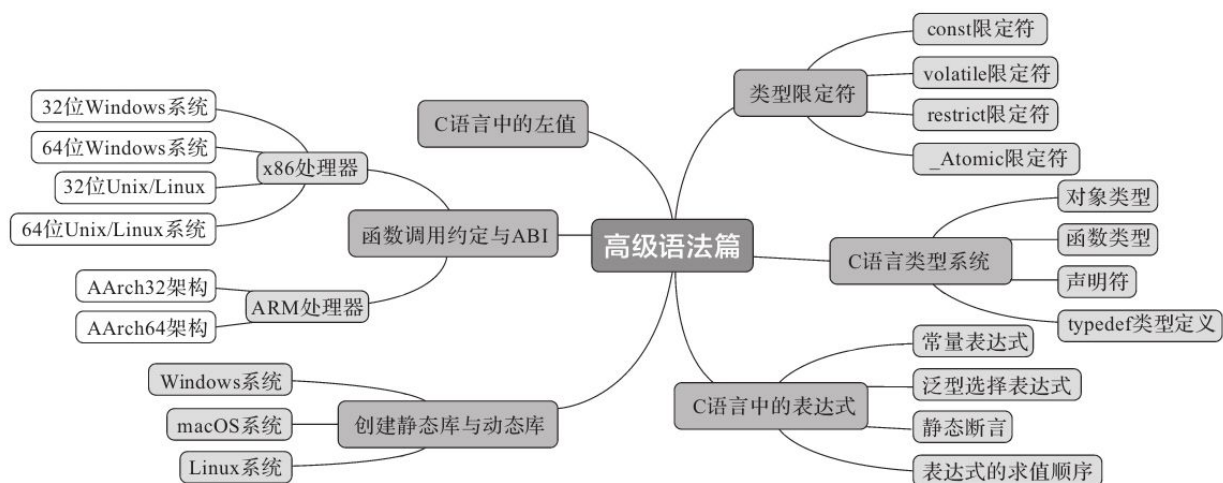 高级语法篇
类型限定符
const限定符
volatile限定符
restrict限定符
_Atomic限定符
C语言类型系统
对象类型
函数类型
声明符
typedef类型定义
C语言中的表达式
常量表达式
泛型选择表达式
静态断言
表达式的求值顺序
C语言中的左值
函数调用约定与ABI
x86处理器
32位Windows系统
64位Windows系统
32位Unix/Linux
64位Unix/Linux系统
ARM处理器
AArch32架构
AArch64架构
创建静态库与动态库
Windows系统
macOS系统
Linux系统